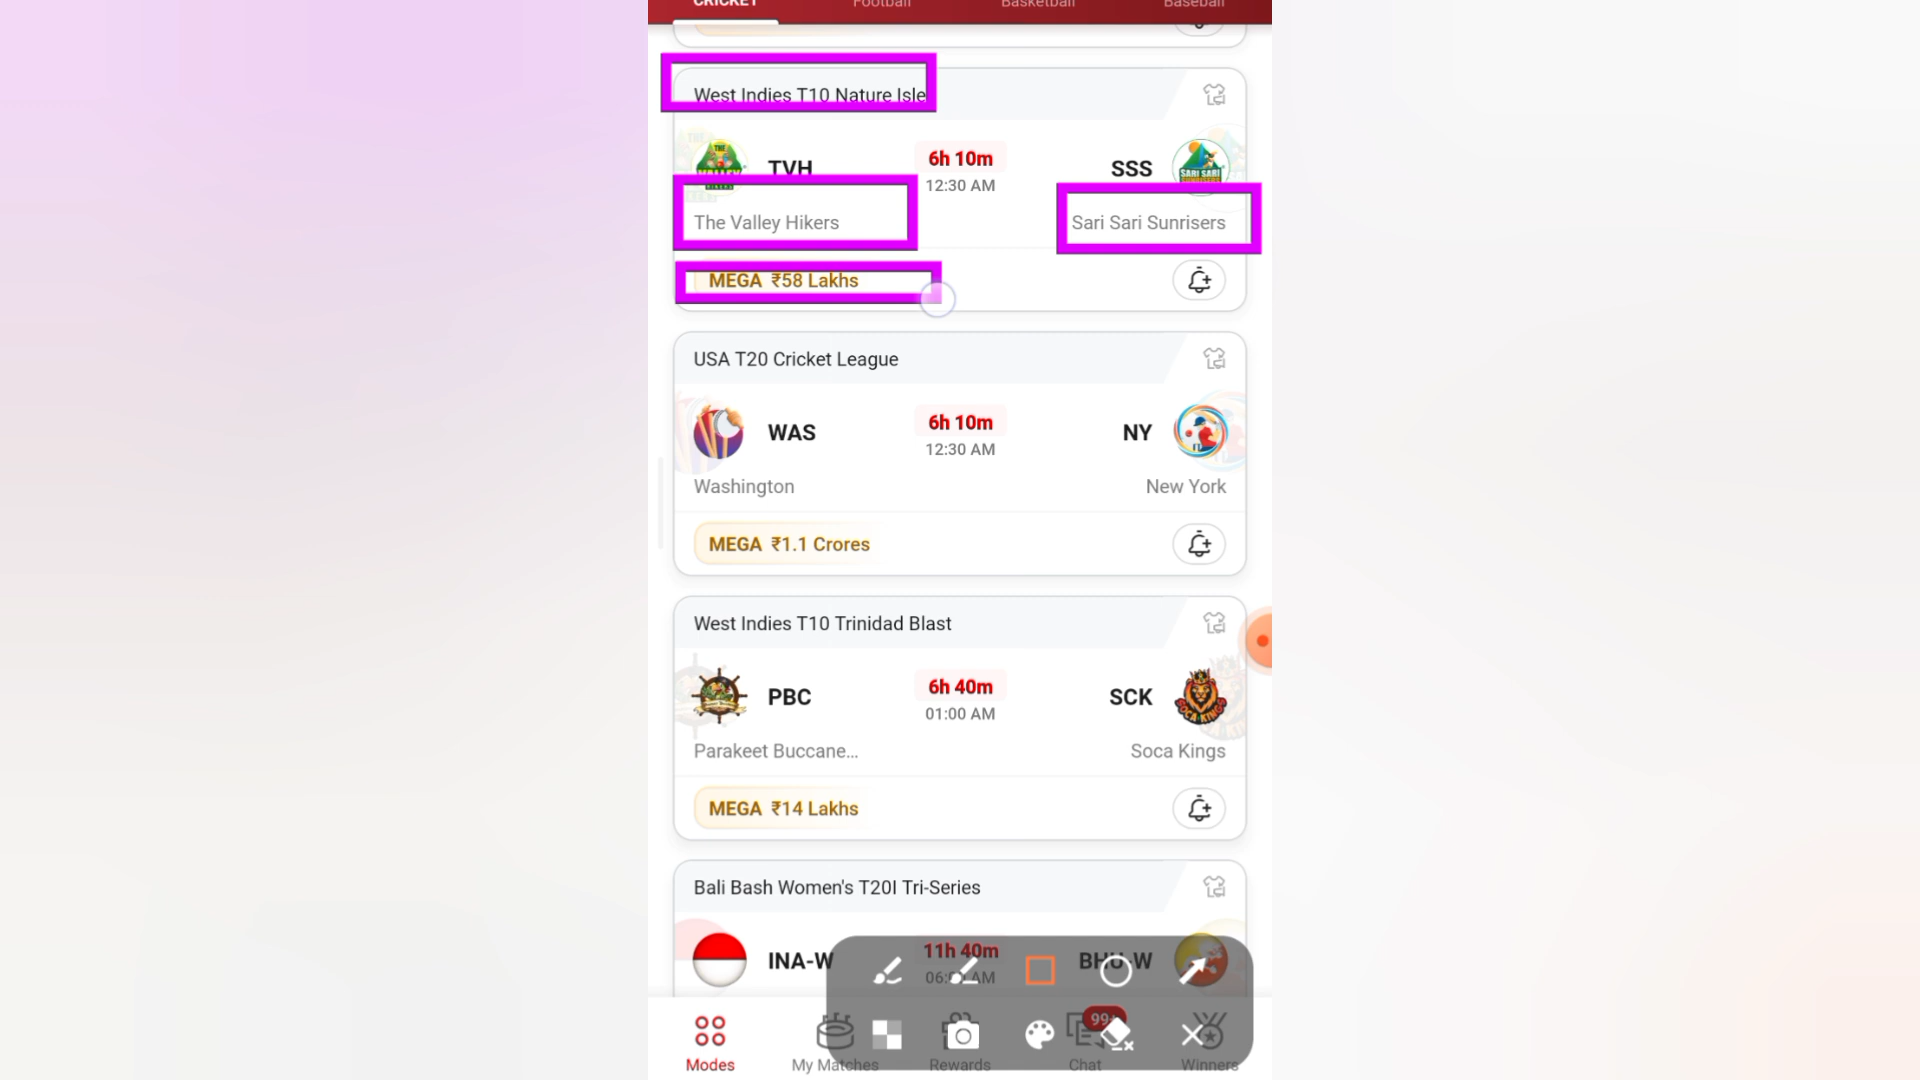 CRICKET Football Basketball Baseball
West Indies T10 Nature Isle
TVH 6h 10m SSS
12:30 AM
The Valley Hikers Sari Sari Sunrisers
MEGA ₹58 Lakhs
USA T20 Cricket League
WAS 6h 10m NY
12:30 AM
Washington New York
MEGA ₹1.1 Crores
West Indies T10 Trinidad Blast
PBC 6h 40m SCK
01:00 AM
Parakeet Buccane... Soca Kings
MEGA ₹14 Lakhs
Bali Bash Women's T20I Tri-Series
INA-W 11h 40m BHU-W
AM
99+
Modes My Matches Rewards Chat Winners